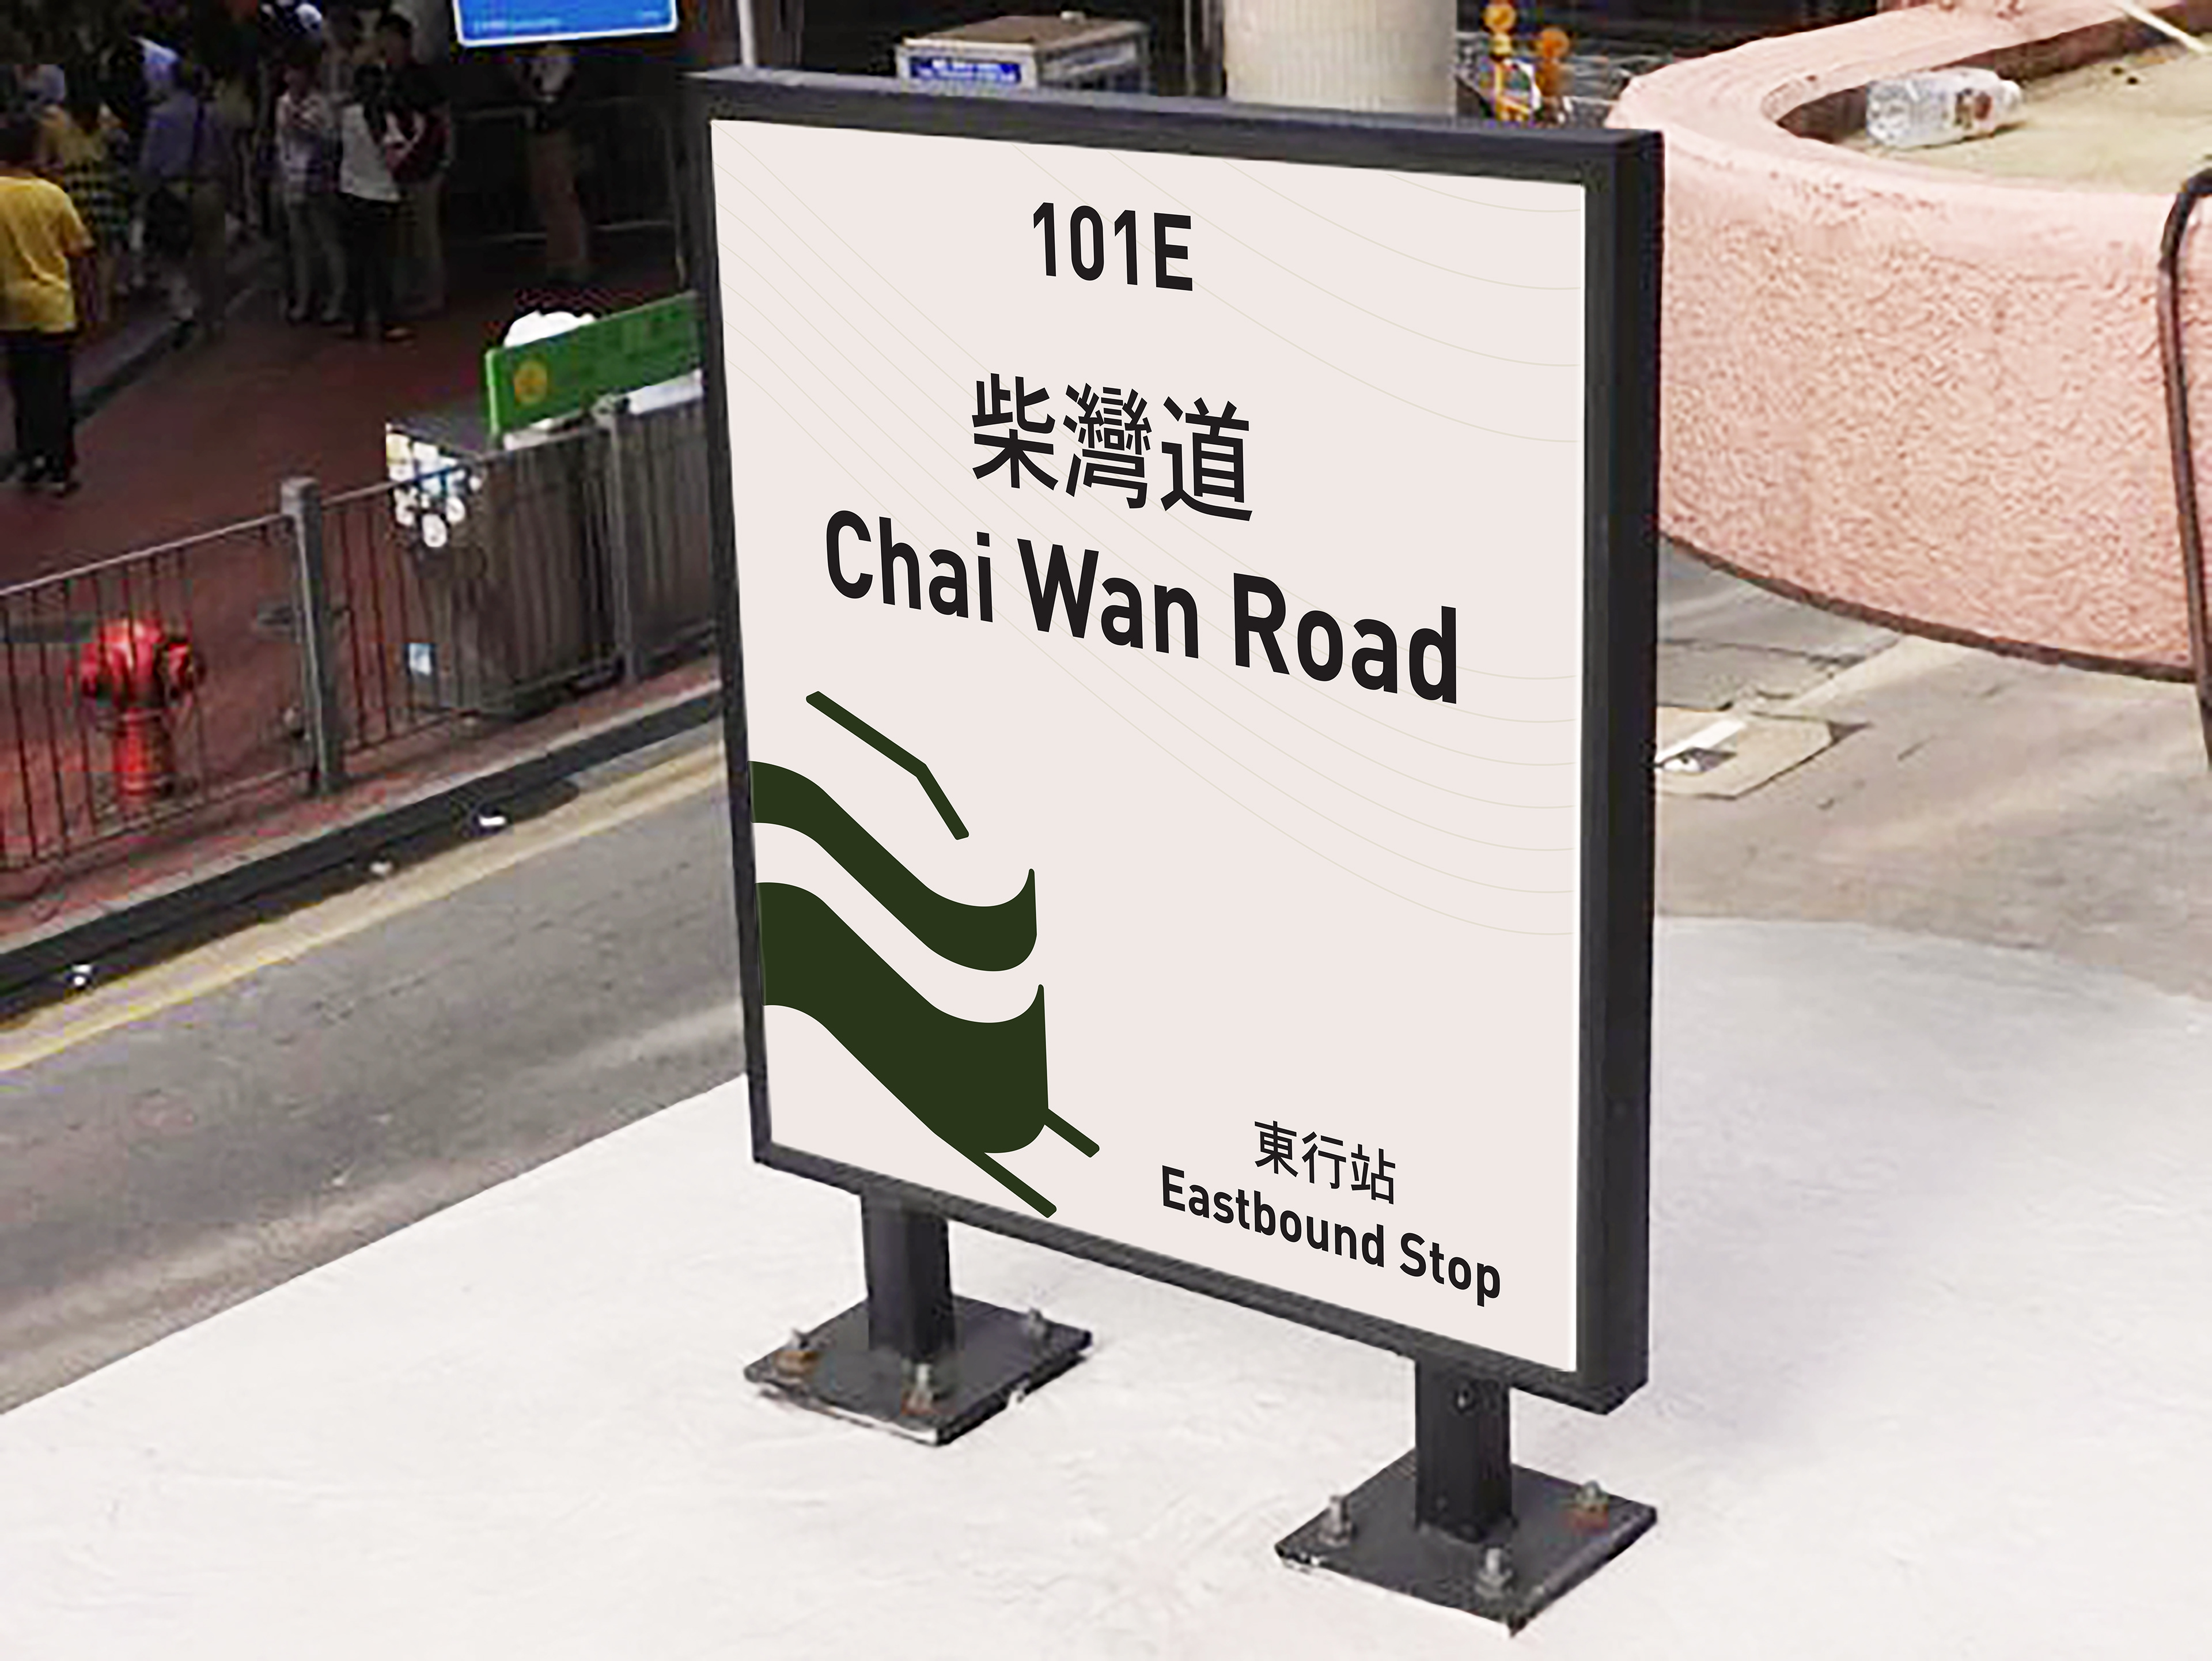 101E
柴灣道
Chai Wan Road
東行站
Eastbound Stop